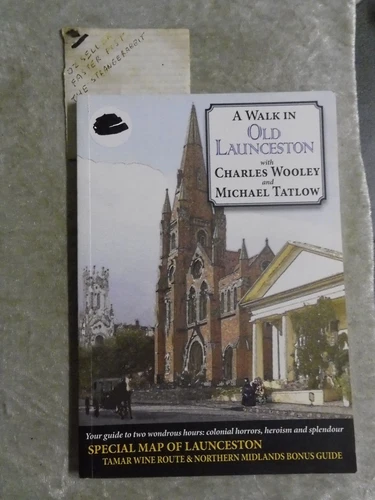 A WALK IN
OLD
LAUNCESTON
with
CHARLES WOOLEY
and
MICHAEL TATLOW
Your guide to two wondrous hours: colonial horrors, heroism and splendour
SPECIAL MAP OF LAUNCESTON
TAMAR WINE ROUTE & NORTHERN MIDLANDS BONUS GUIDE